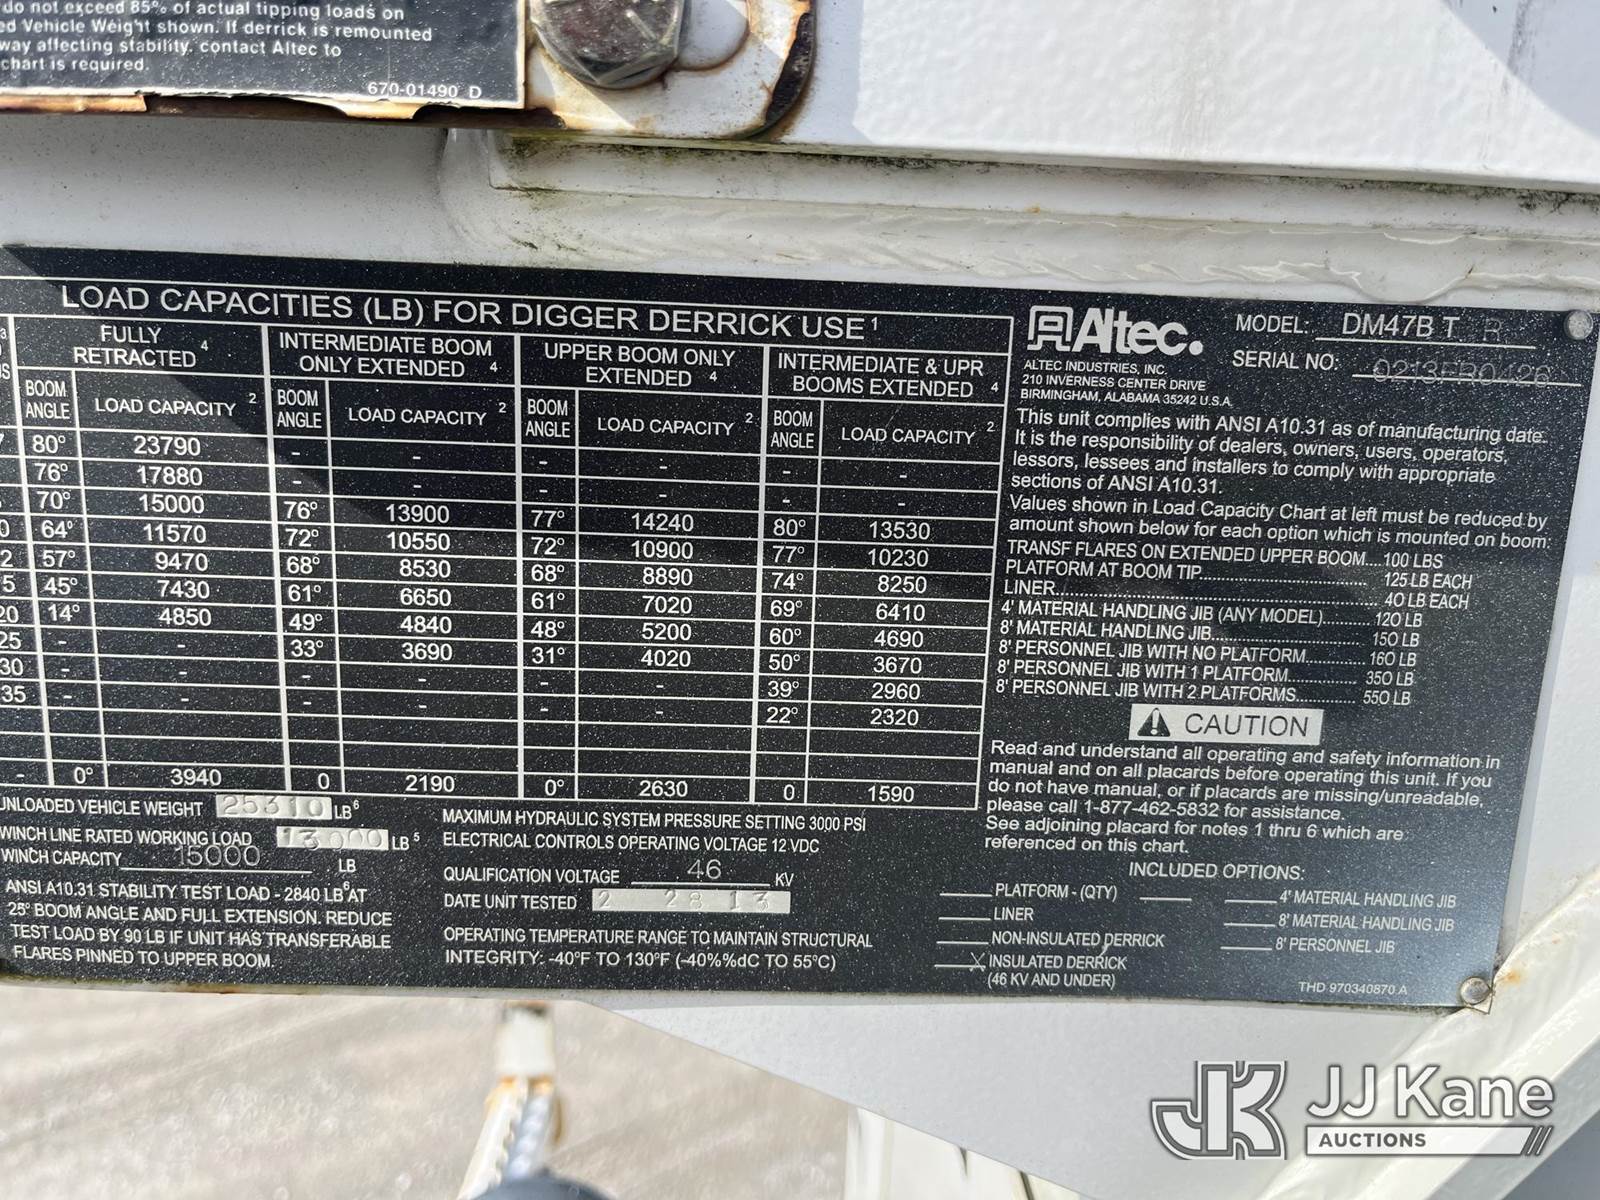 do not exceed 85% of actual tipping loads on
Vehicle Weight shown. If derrick is remounted
way affecting stability, contact Altec to
chart is required.
670-01490 D
LOAD CAPACITIES (LB) FOR DIGGER DERRICK USE 1
FULLY RETRACTED 4
INTERMEDIATE BOOM ONLY EXTENDED 4
UPPER BOOM ONLY EXTENDED 4
INTERMEDIATE & UPR BOOMS EXTENDED 4
BOOM ANGLE LOAD CAPACITY 2 BOOM ANGLE LOAD CAPACITY 2 BOOM ANGLE LOAD CAPACITY 2 BOOM ANGLE LOAD CAPACITY 2
80° 23790 - - - - - -
76° 17880 - - - - - -
70° 15000 76° 13900 77° 14240 80° 13530
64° 11570 72° 10550 72° 10900 77° 10230
57° 9470 68° 8530 68° 8890 74° 8250
45° 7430 61° 6650 61° 7020 69° 6410
20 14° 4850 49° 4840 48° 5200 60° 4690
25 - - 33° 3690 31° 4020 50° 3670
30 - - - - - - 39° 2960
35 - - - - - - 22° 2320
- 0° 3940 0 2190 0° 2630 0 1590
UNLOADED VEHICLE WEIGHT 25310 LB 6
WINCH LINE RATED WORKING LOAD 13000 LB 5
WINCH CAPACITY 15000 LB
ANSI A10.31 STABILITY TEST LOAD - 2840 LB 6 AT
25° BOOM ANGLE AND FULL EXTENSION. REDUCE
TEST LOAD BY 90 LB IF UNIT HAS TRANSFERABLE
FLARES PINNED TO UPPER BOOM.
MAXIMUM HYDRAULIC SYSTEM PRESSURE SETTING 3000 PSI
ELECTRICAL CONTROLS OPERATING VOLTAGE 12 VDC
QUALIFICATION VOLTAGE 46 KV
DATE UNIT TESTED 2 28 13
OPERATING TEMPERATURE RANGE TO MAINTAIN STRUCTURAL
INTEGRITY: -40°F TO 130°F (-40%%dC TO 55°C)
Altec.
MODEL: DM47B T R
SERIAL NO: 0213FR0426
ALTEC INDUSTRIES, INC.
210 INVERNESS CENTER DRIVE
BIRMINGHAM, ALABAMA 35242 U.S.A.
This unit complies with ANSI A10.31 as of manufacturing date.
It is the responsibility of dealers, owners, users, operators,
lessors, lessees and installers to comply with appropriate
sections of ANSI A10.31.
Values shown in Load Capacity Chart at left must be reduced by
amount shown below for each option which is mounted on boom:
TRANSF FLARES ON EXTENDED UPPER BOOM....100 LBS
PLATFORM AT BOOM TIP.... 125 LB EACH
LINER.... 40 LB EACH
4' MATERIAL HANDLING JIB (ANY MODEL).... 120 LB
8' MATERIAL HANDLING JIB.... 150 LB
8' PERSONNEL JIB WITH NO PLATFORM.... 160 LB
8' PERSONNEL JIB WITH 1 PLATFORM.... 350 LB
8' PERSONNEL JIB WITH 2 PLATFORMS.... 550 LB
CAUTION
Read and understand all operating and safety information in
manual and on all placards before operating this unit. If you
do not have manual, or if placards are missing/unreadable,
please call 1-877-462-5832 for assistance.
See adjoining placard for notes 1 thru 6 which are
referenced on this chart.
INCLUDED OPTIONS:
PLATFORM - (QTY)
LINER
NON-INSULATED DERRICK
X INSULATED DERRICK
(46 KV AND UNDER)
4' MATERIAL HANDLING JIB
8' MATERIAL HANDLING JIB
8' PERSONNEL JIB
THD 970340870 A
JK JJ Kane
AUCTIONS